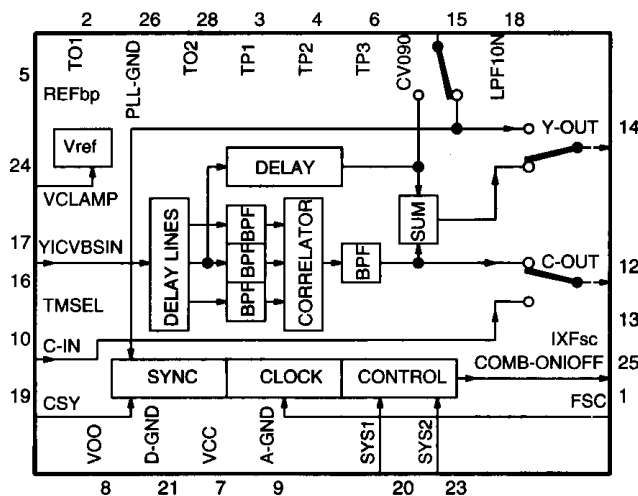 2 26 28 3 4 6 15 18
TO1
PLL-GND
TO2
TP1
TP2
TP3
CV090
LPF10N
5
REFbp
Vref
Y-OUT
14
24
VCLAMP
DELAY
SUM
17
YICVBSIN
DELAY LINES
BPF
BPF
BPF
CORRELATOR
BPF
C-OUT
12
16
TMSEL
13
10
C-IN
IXFsc
COMB-ONIOFF
25
SYNC
CLOCK
CONTROL
19
CSY
FSC
1
VOO
D-GND
VCC
A-GND
SYS1
SYS2
8 21 7 9 20 23